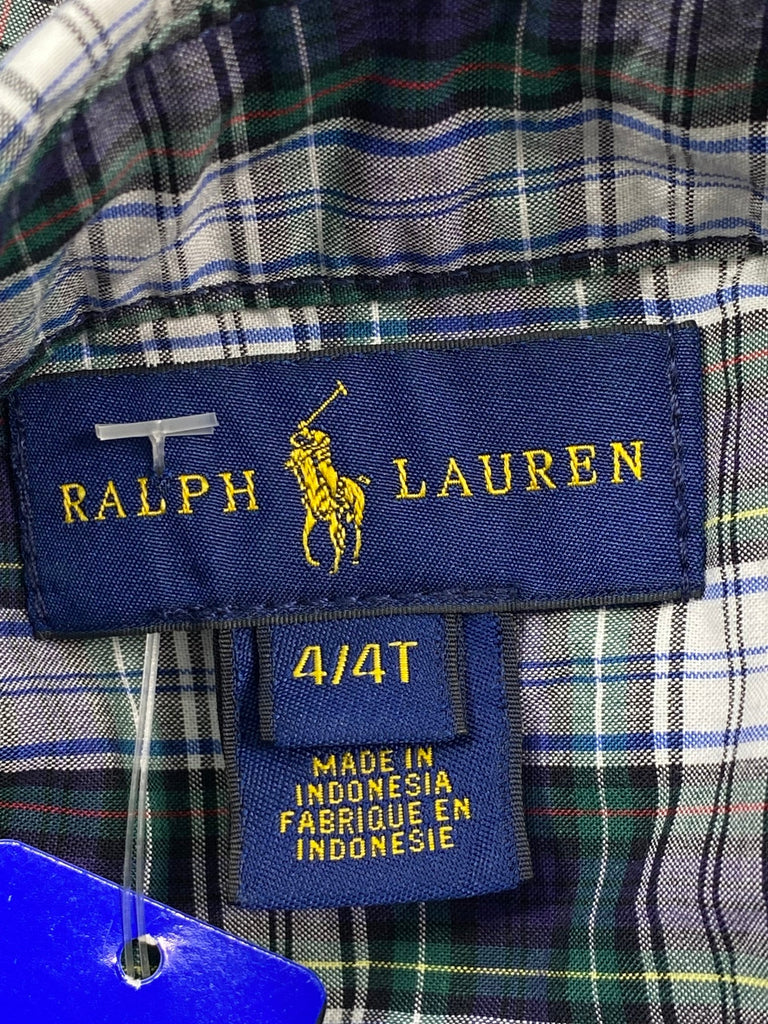 RALPH LAUREN
4/4T
MADE IN
INDONESIA
FABRIQUE EN
INDONESIE